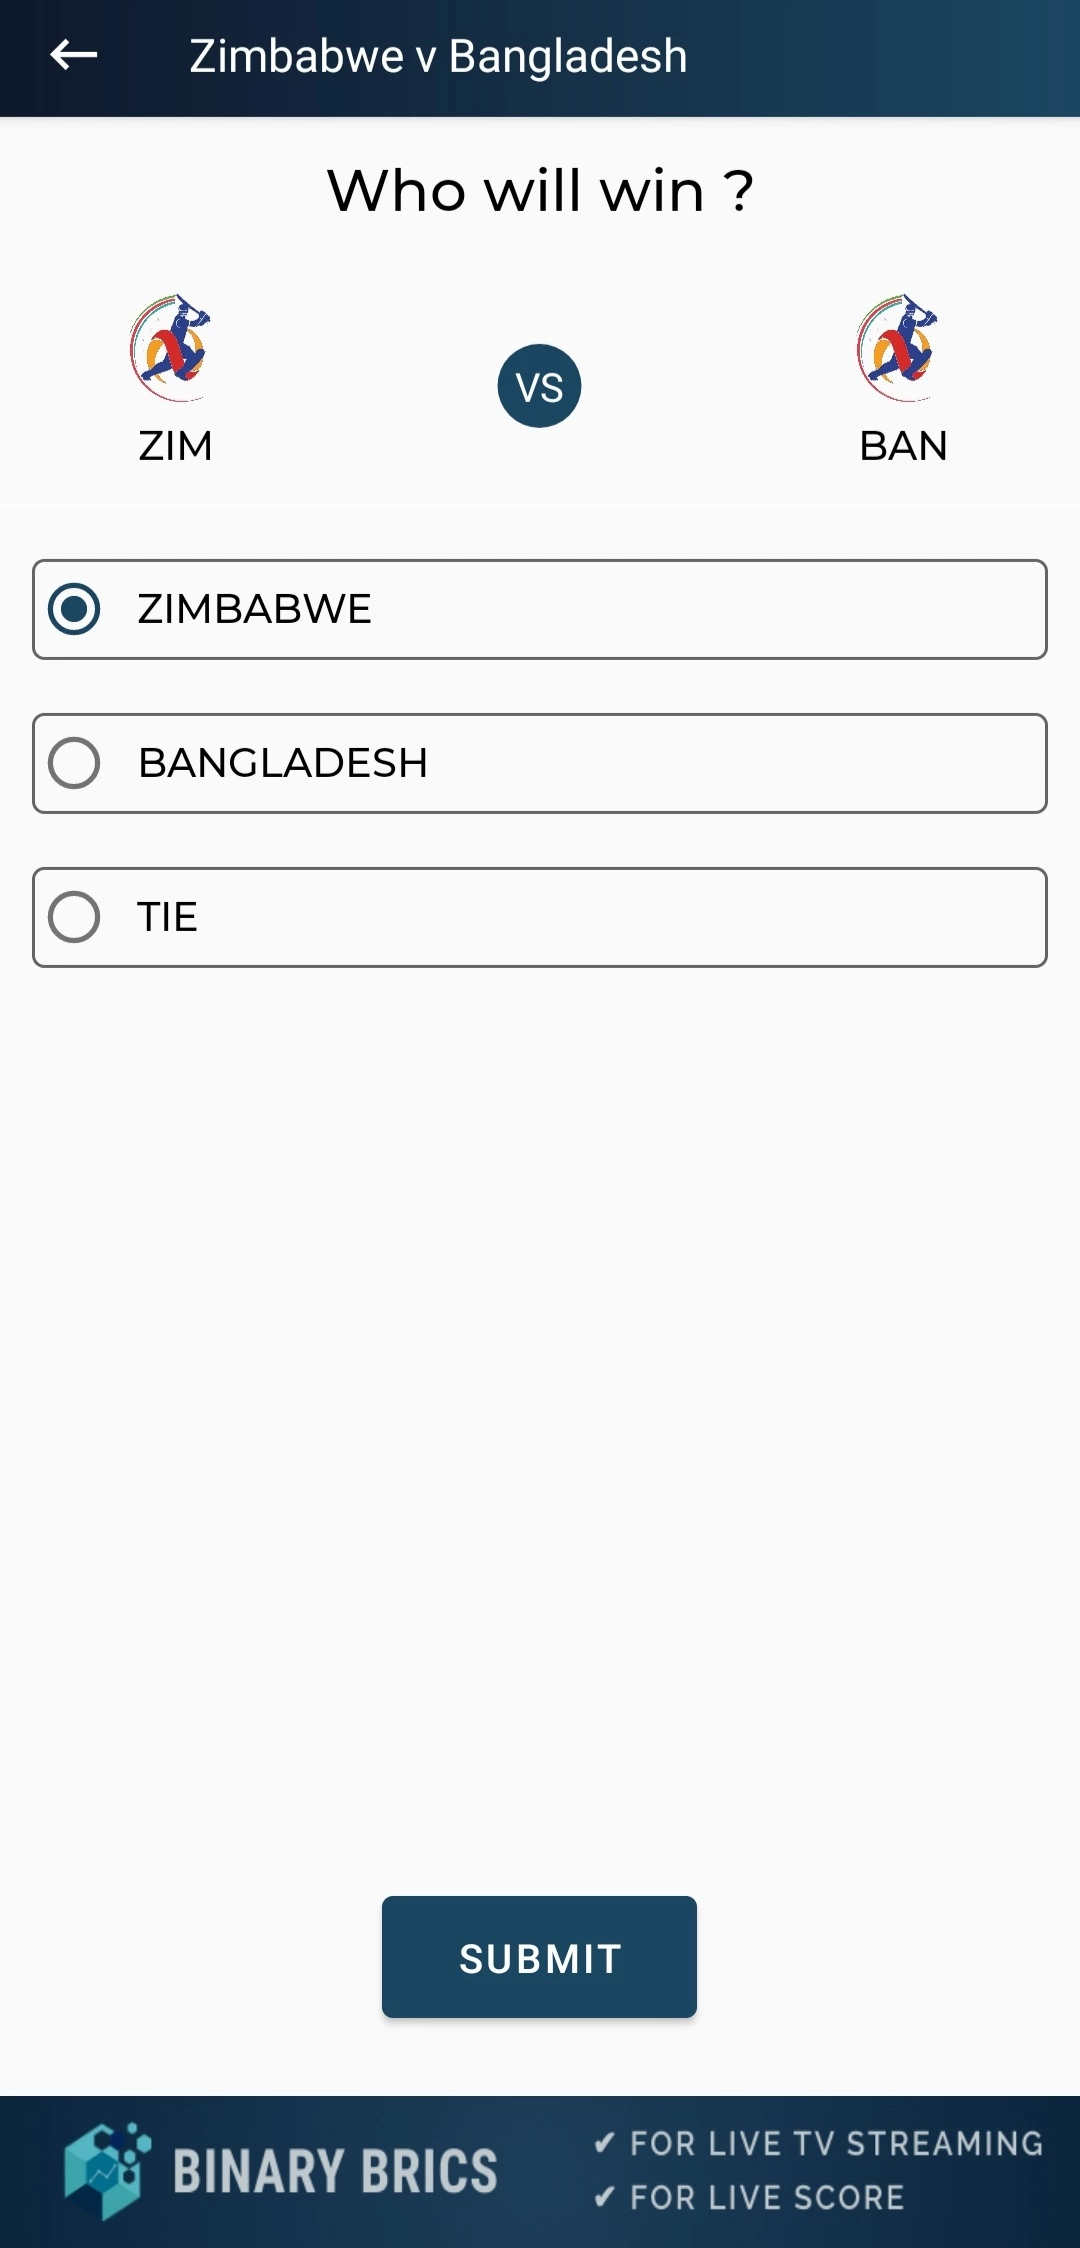 Zimbabwe v Bangladesh
Who will win ?
VS
ZIM
BAN
ZIMBABWE
BANGLADESH
TIE
SUBMIT
BINARY BRICS
✔ FOR LIVE TV STREAMING
✔ FOR LIVE SCORE